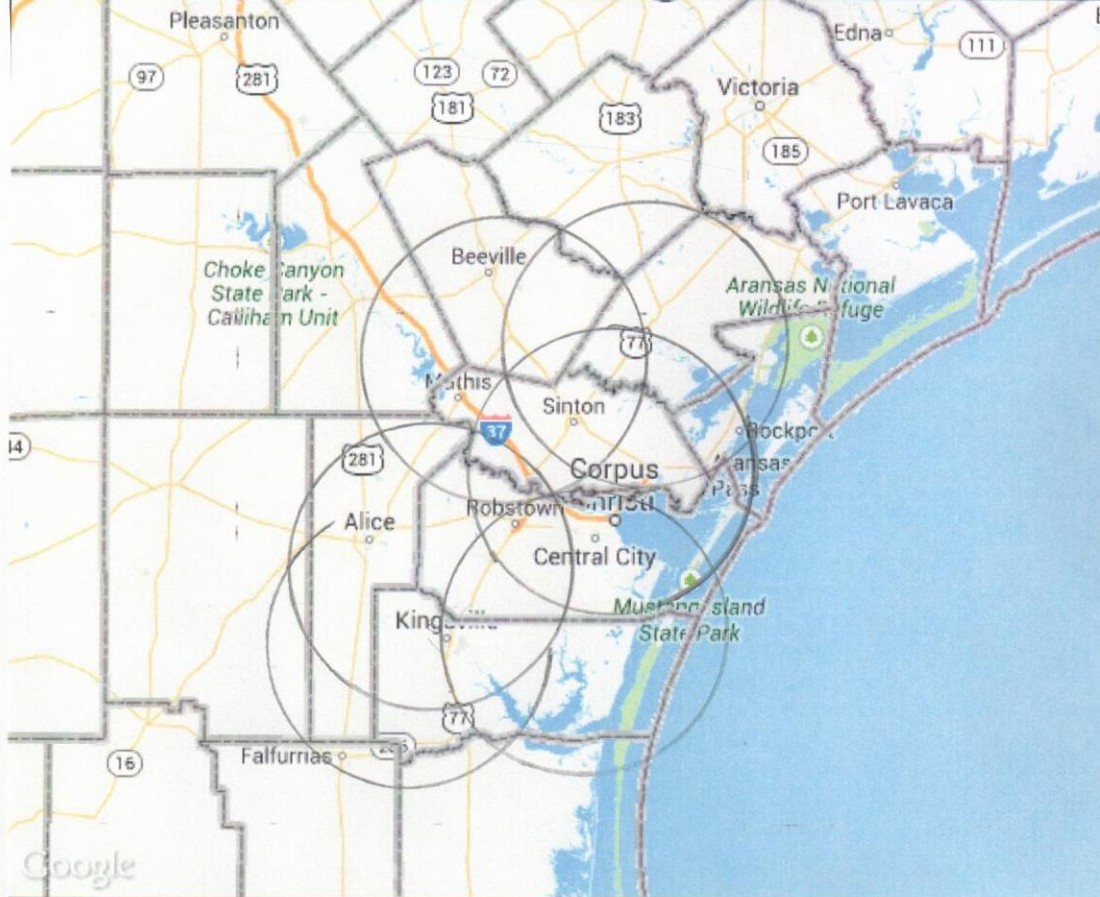 Pleasanton
Edna
111
97
281
123
72
181
Victoria
183
185
Port Lavaca
Beeville
Choke Canyon
State Park -
Calliham Unit
Aransas National
Wildlife Refuge
77
Mathis
Sinton
37
Rockport
281
Corpus
Christi
Aransas
Pass
Robstown
Alice
Central City
Mustang Island
State Park
Kingsville
77
Falfurrias
16
Google